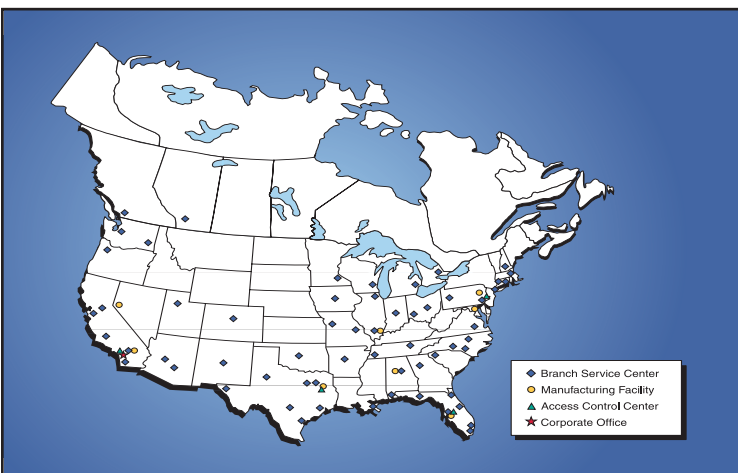 Branch Service Center
Manufacturing Facility
Access Control Center
Corporate Office